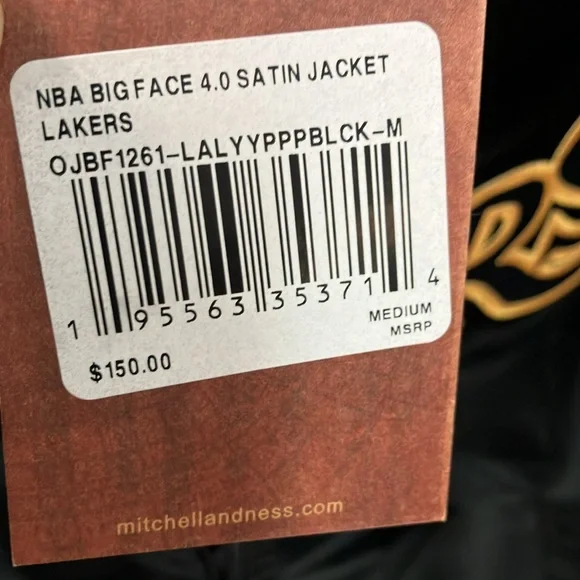 NBA BIG FACE 4.0 SATIN JACKET
LAKERS
OJBF1261-LALYYPPPBLCK-M
1 95563 35371 4
MEDIUM
MSRP
$150.00
mitchellandness.com